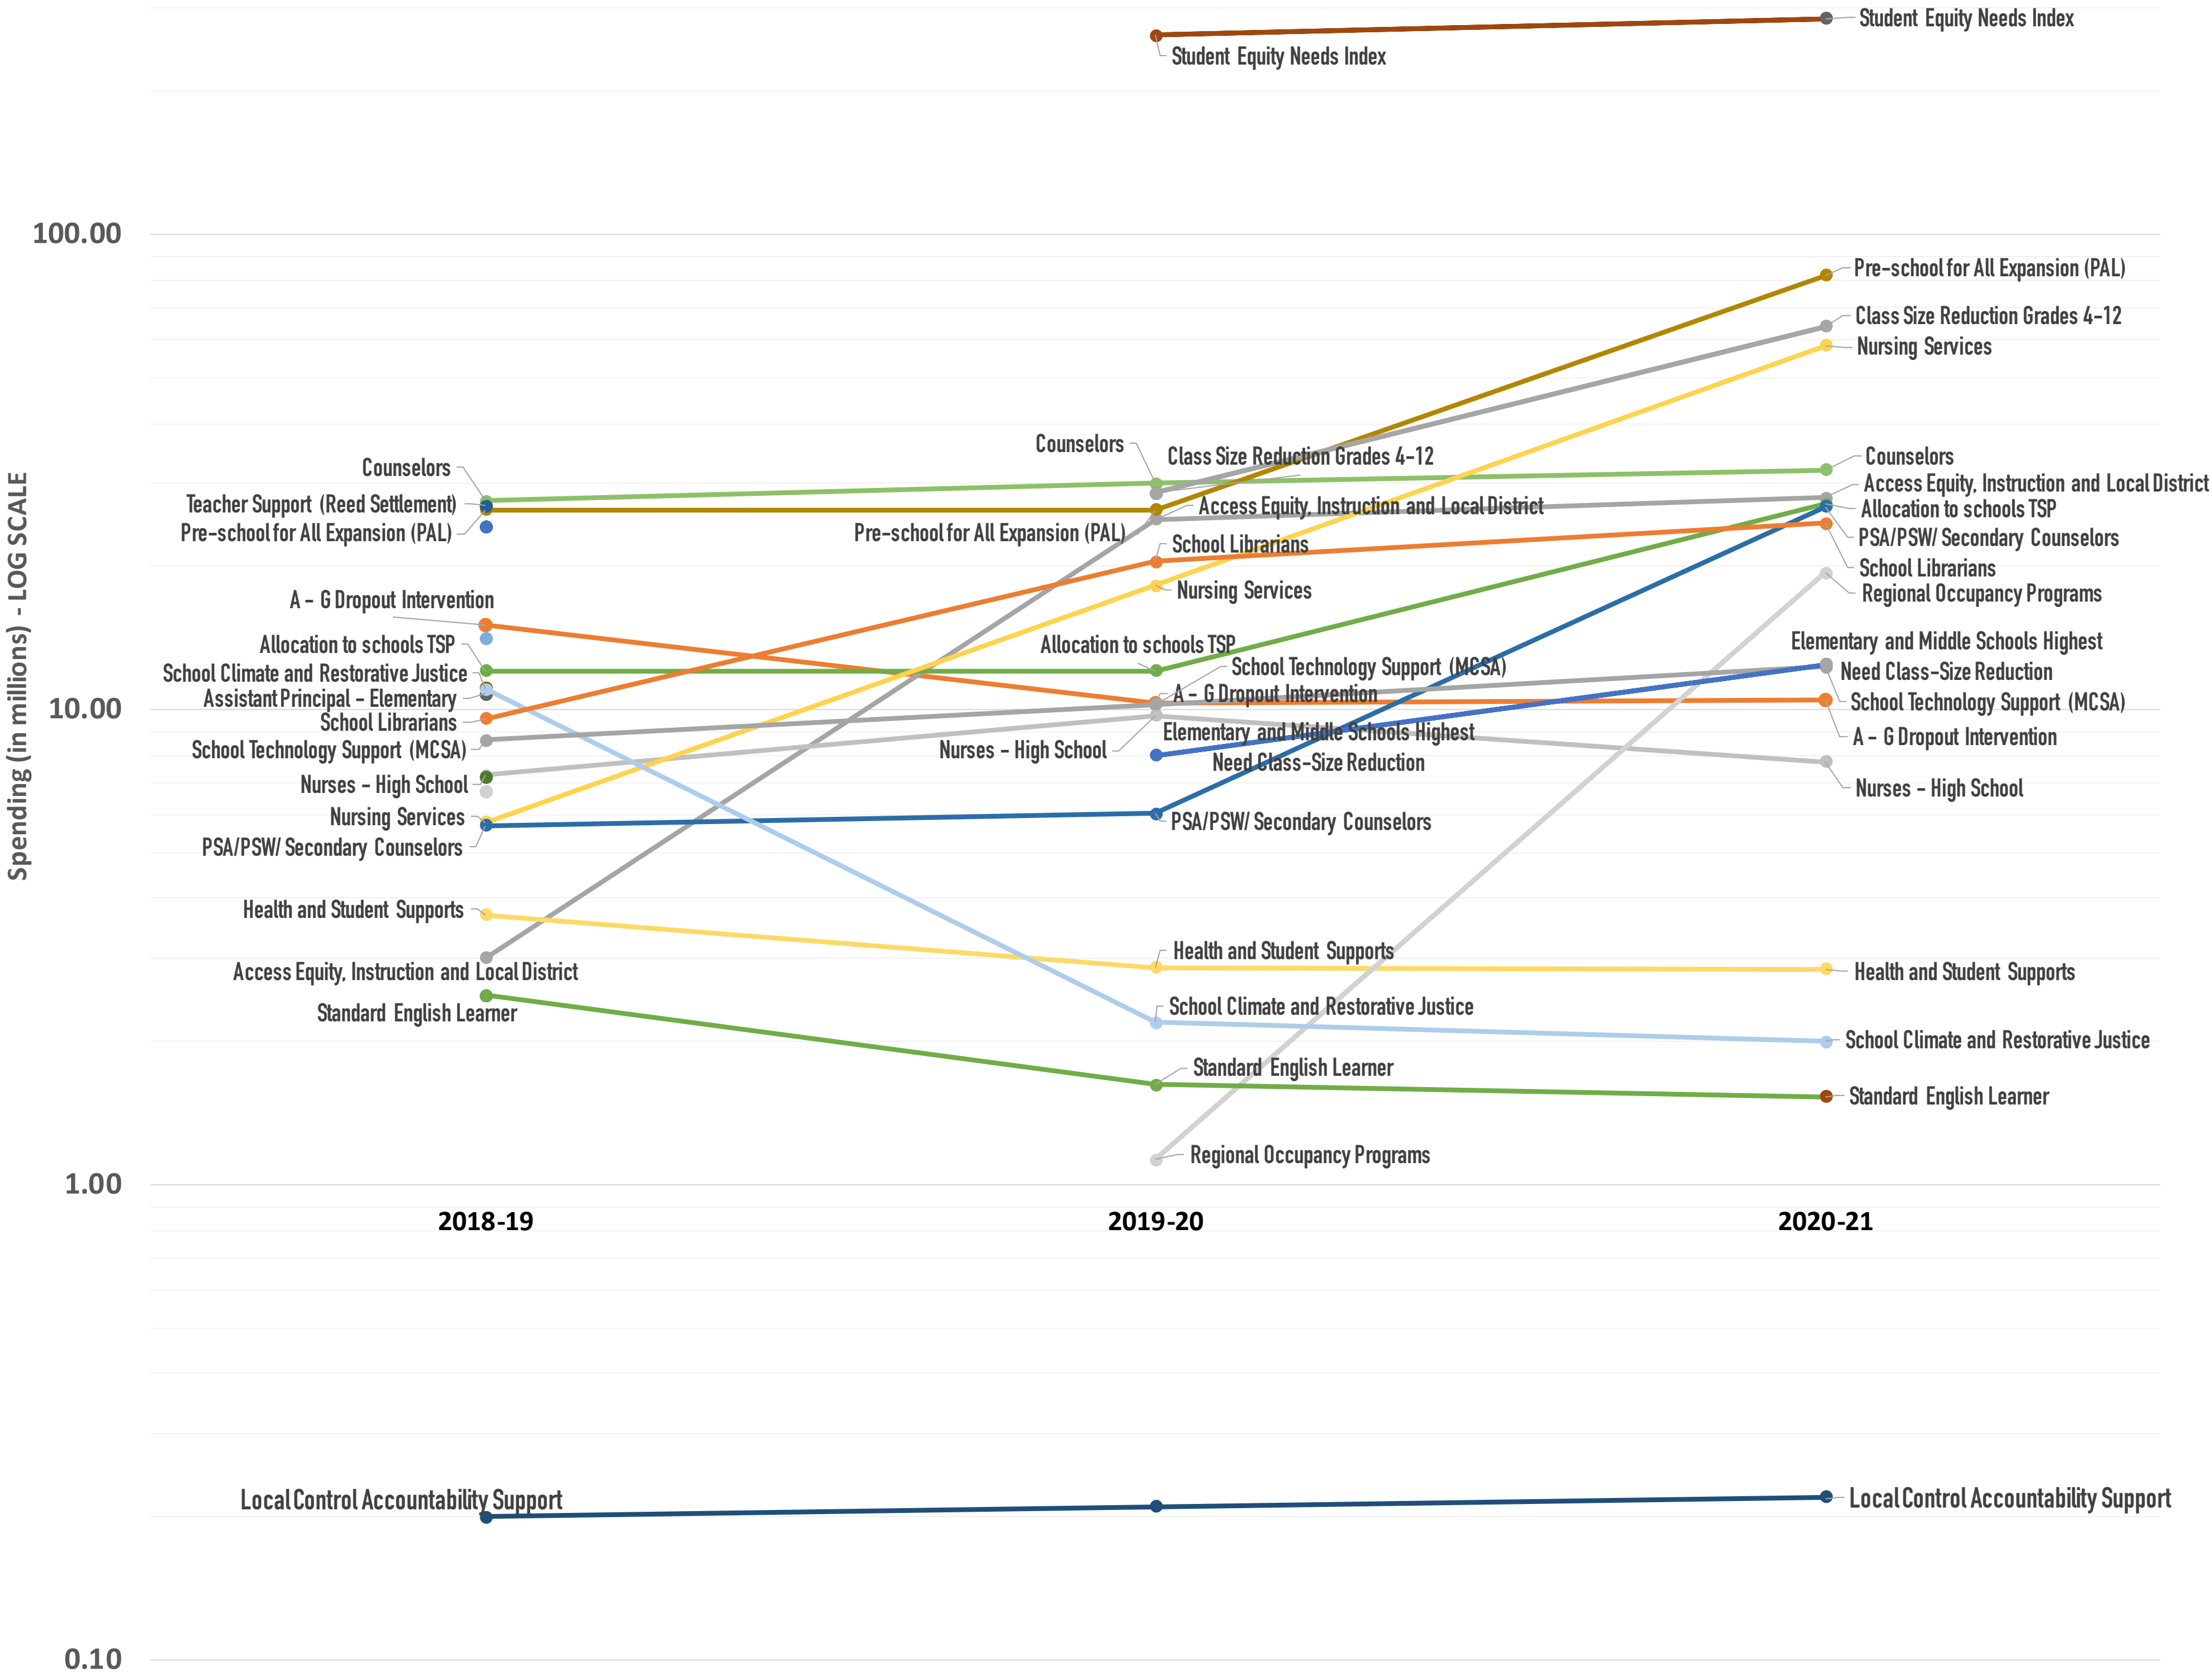 Student Equity Needs Index
Student Equity Needs Index
100.00
Pre-school for All Expansion (PAL)
Class Size Reduction Grades 4-12
Nursing Services
Counselors
Class Size Reduction Grades 4-12
Counselors
Counselors
Access Equity, Instruction and Local District
Teacher Support (Reed Settlement)
Access Equity, Instruction and Local District
Allocation to schools TSP
Pre-school for All Expansion (PAL)
Pre-school for All Expansion (PAL)
PSA/PSW/ Secondary Counselors
School Librarians
School Librarians
Nursing Services
Regional Occupancy Programs
A - G Dropout Intervention
Allocation to schools TSP
Allocation to schools TSP
Elementary and Middle Schools Highest
Need Class-Size Reduction
School Climate and Restorative Justice
School Technology Support (MCSA)
Assistant Principal - Elementary
A - G Dropout Intervention
School Technology Support (MCSA)
10.00
School Librarians
A - G Dropout Intervention
School Technology Support (MCSA)
Nurses - High School
Elementary and Middle Schools Highest
Need Class-Size Reduction
Nurses - High School
Nurses - High School
Nursing Services
PSA/PSW/ Secondary Counselors
PSA/PSW/ Secondary Counselors
Spending (in millions) - LOG SCALE
Health and Student Supports
Health and Student Supports
Health and Student Supports
Access Equity, Instruction and Local District
Standard English Learner
School Climate and Restorative Justice
School Climate and Restorative Justice
Standard English Learner
Standard English Learner
Regional Occupancy Programs
1.00
2018-19
2019-20
2020-21
Local Control Accountability Support
Local Control Accountability Support
0.10